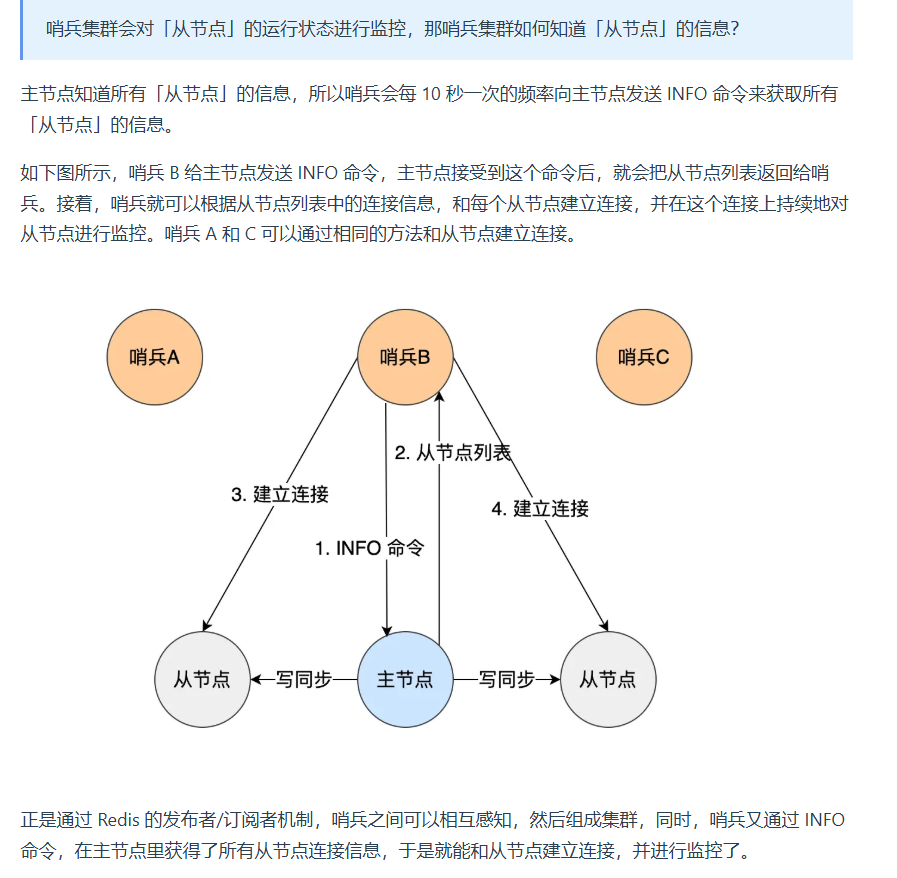 哨兵集群会对「从节点」的运行状态进行监控，那哨兵集群如何知道「从节点」的信息？
主节点知道所有「从节点」的信息，所以哨兵会每 10 秒一次的频率向主节点发送 INFO 命令来获取所有
「从节点」的信息。
如下图所示，哨兵 B 给主节点发送 INFO 命令，主节点接受到这个命令后，就会把从节点列表返回给哨
兵。接着，哨兵就可以根据从节点列表中的连接信息，和每个从节点建立连接，并在这个连接上持续地对
从节点进行监控。哨兵 A 和 C 可以通过相同的方法和从节点建立连接。
哨兵A
哨兵B
哨兵C
2. 从节点列表
3. 建立连接
4. 建立连接
1. INFO 命令
从节点
写同步
主节点
写同步
从节点
正是通过 Redis 的发布者/订阅者机制，哨兵之间可以相互感知，然后组成集群，同时，哨兵又通过 INFO
命令，在主节点里获得了所有从节点连接信息，于是就能和从节点建立连接，并进行监控了。